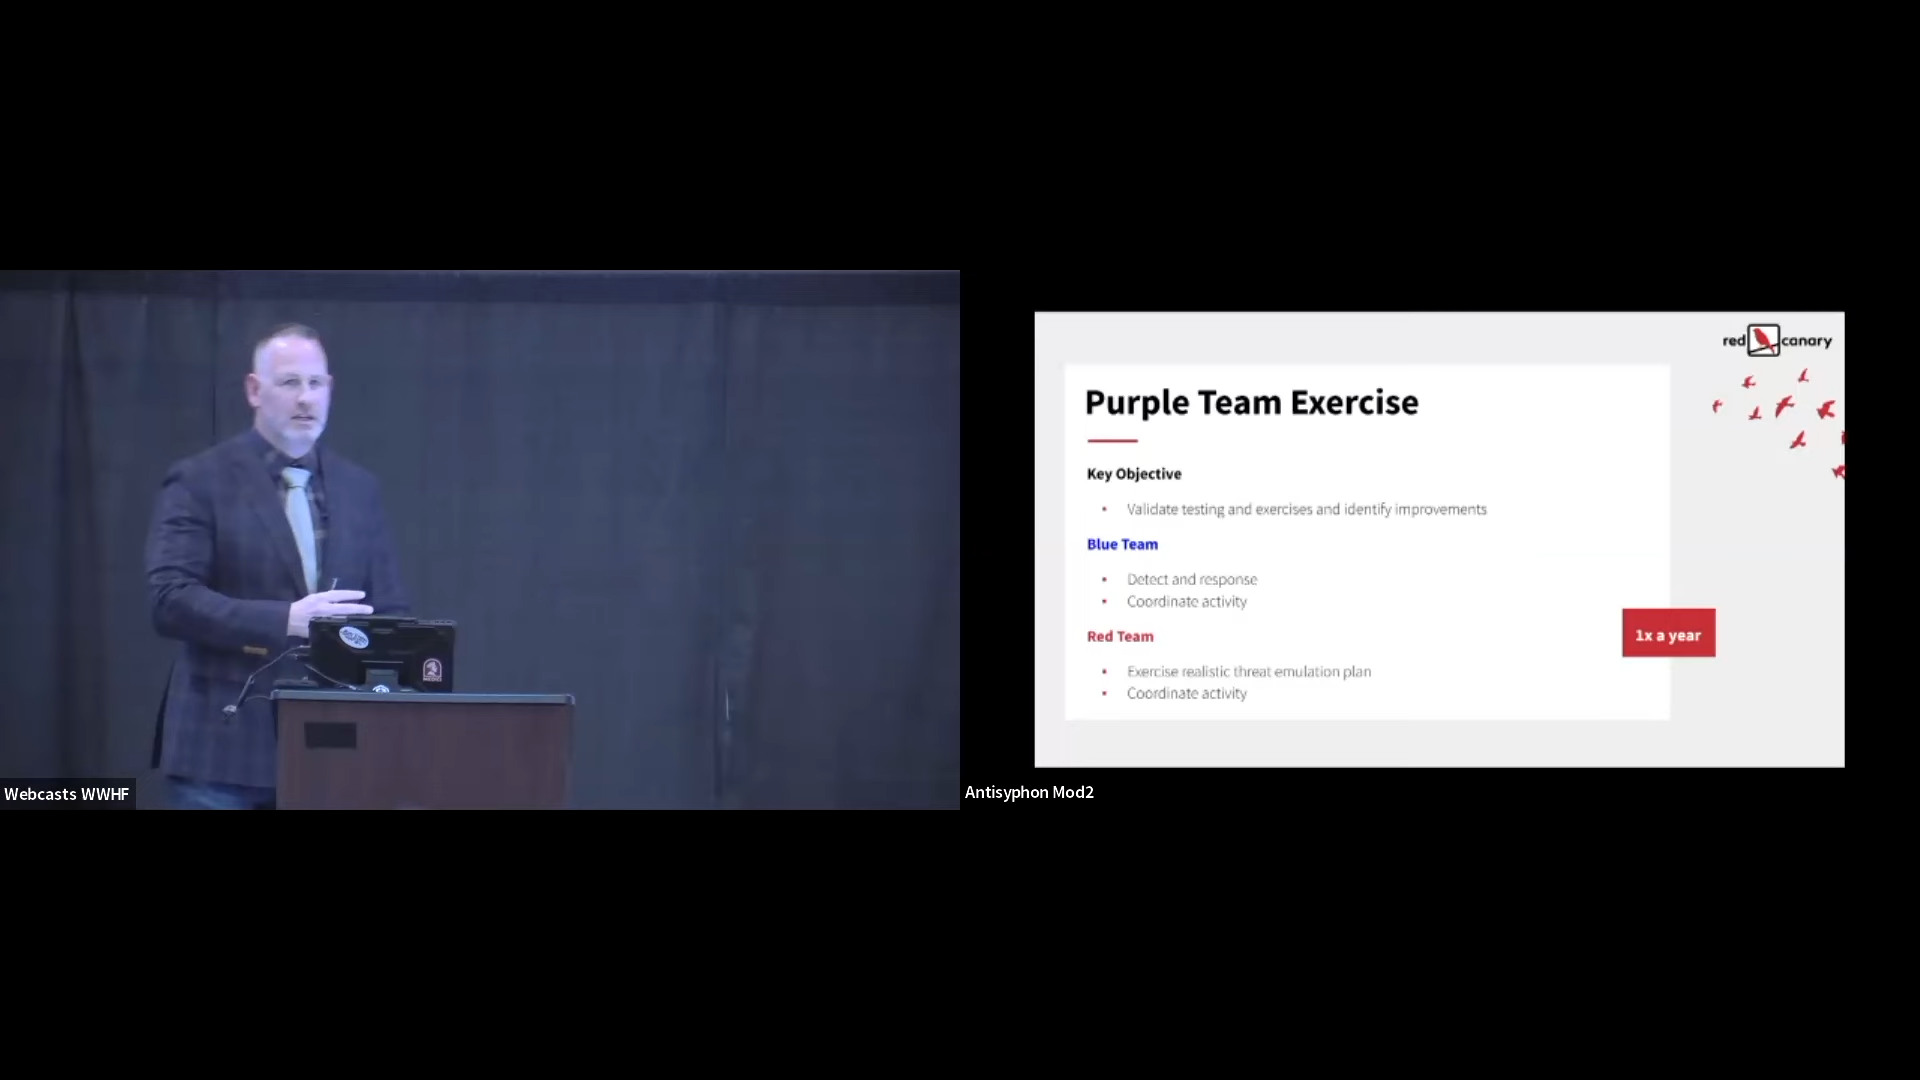 red canary
Purple Team Exercise
Key Objective
• Validate testing and exercises and identify improvements
Blue Team
• Detect and response
• Coordinate activity
Red Team
1x a year
• Exercise realistic threat emulation plan
• Coordinate activity
Webcasts WWHF
Antisyphon Mod2